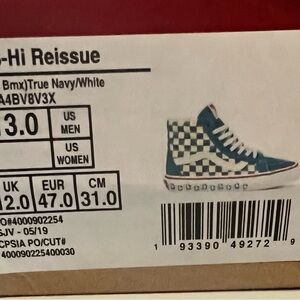 -Hi Reissue
Bmx)True Navy/White
A4BV8V3X
13.0 US MEN
US WOMEN
UK EUR CM
12.0 47.0 31.0
O#4000902254
SJV - 05/19
CPSIA PO/CUT#
400090225400030
1 93390 49272 9